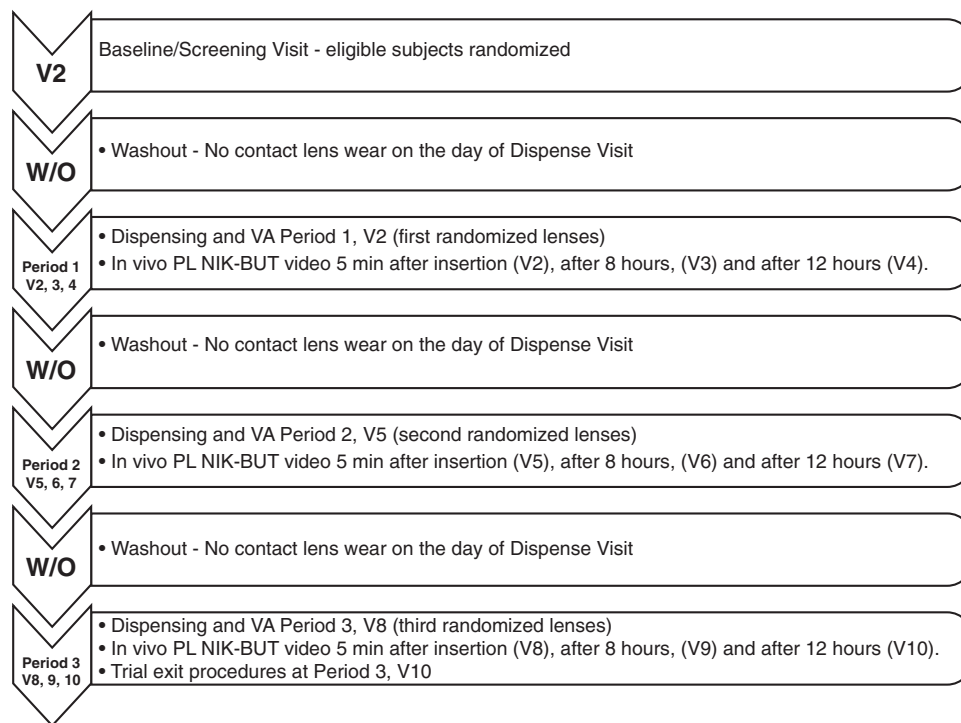 V2
Baseline/Screening Visit - eligible subjects randomized
W/O
• Washout - No contact lens wear on the day of Dispense Visit
Period 1
V2, 3, 4
• Dispensing and VA Period 1, V2 (first randomized lenses)
• In vivo PL NIK-BUT video 5 min after insertion (V2), after 8 hours, (V3) and after 12 hours (V4).
W/O
• Washout - No contact lens wear on the day of Dispense Visit
Period 2
V5, 6, 7
• Dispensing and VA Period 2, V5 (second randomized lenses)
• In vivo PL NIK-BUT video 5 min after insertion (V5), after 8 hours, (V6) and after 12 hours (V7).
W/O
• Washout - No contact lens wear on the day of Dispense Visit
Period 3
V8, 9, 10
• Dispensing and VA Period 3, V8 (third randomized lenses)
• In vivo PL NIK-BUT video 5 min after insertion (V8), after 8 hours, (V9) and after 12 hours (V10).
• Trial exit procedures at Period 3, V10